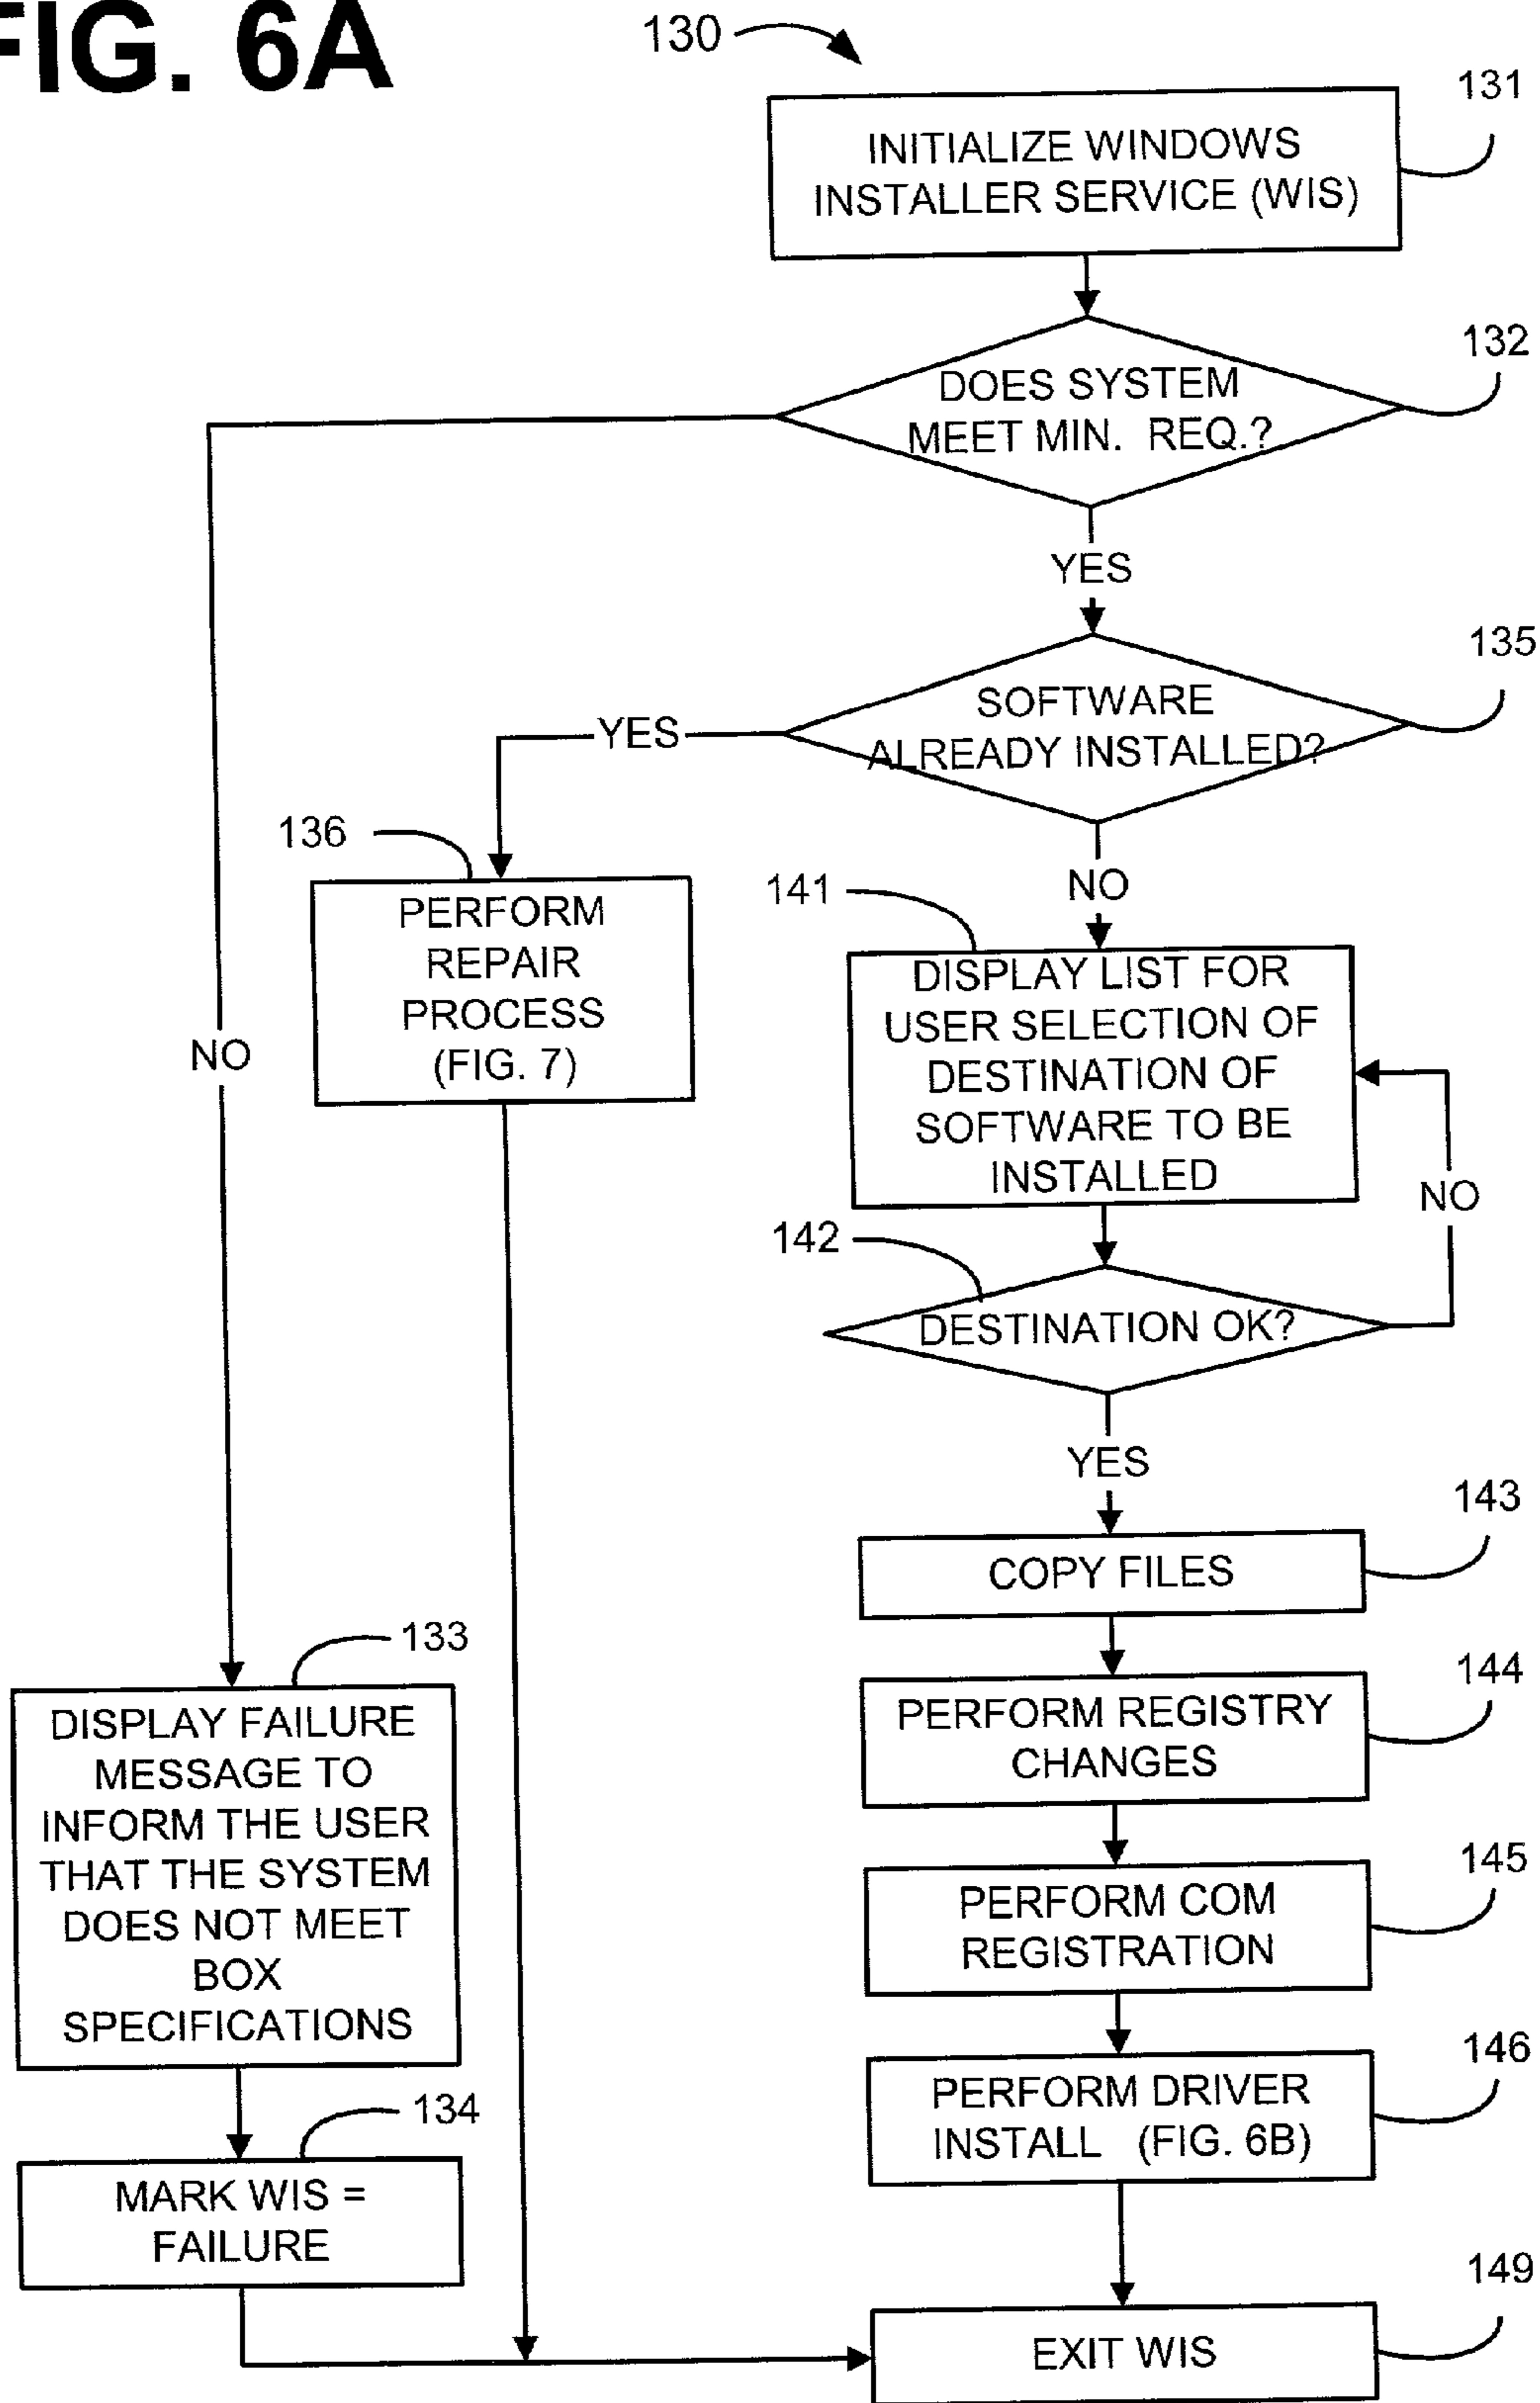 FIG. 6A
130
131
INITIALIZE WINDOWS
INSTALLER SERVICE (WIS)
132
DOES SYSTEM
MEET MIN. REQ.?
YES
135
SOFTWARE
ALREADY INSTALLED?
YES
136
PERFORM
REPAIR
PROCESS
(FIG. 7)
NO
141
DISPLAY LIST FOR
USER SELECTION OF
DESTINATION OF
SOFTWARE TO BE
INSTALLED
NO
NO
142
DESTINATION OK?
YES
143
COPY FILES
133
DISPLAY FAILURE
MESSAGE TO
INFORM THE USER
THAT THE SYSTEM
DOES NOT MEET
BOX
SPECIFICATIONS
144
PERFORM REGISTRY
CHANGES
145
PERFORM COM
REGISTRATION
146
PERFORM DRIVER
INSTALL (FIG. 6B)
134
MARK WIS =
FAILURE
149
EXIT WIS